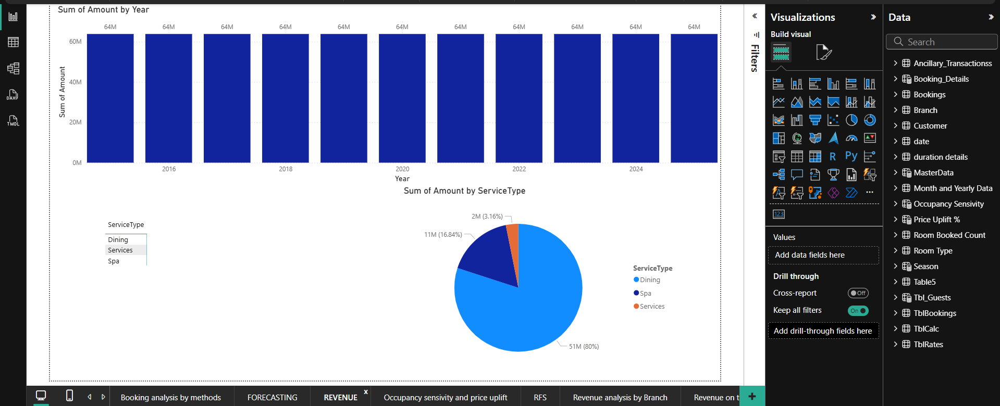 Sum of Amount by Year
64M 64M 64M 64M 64M 64M 64M 64M 64M 64M 64M
60M
40M
20M
0M
Sum of Amount
2016 2018 2020 2022 2024
Year
Sum of Amount by ServiceType
ServiceType
Dining
Services
Spa
2M (3.16%)
11M (16.84%)
51M (80%)
ServiceType
Dining
Spa
Services
DAX
TMDL
Filters
Visualizations
Build visual
R
Py
123
Values
Add data fields here
Drill through
Cross-report
Off
Keep all filters
On
Add drill-through fields here
Data
Search
Ancillary_Transactionss
Booking_Details
Bookings
Branch
Customer
date
duration details
MasterData
Month and Yearly Data
Occupancy Sensivity
Price Uplift %
Room Booked Count
Room Type
Season
Table5
Tbl_Guests
TblBookings
TblCalc
TblRates
Booking analysis by methods
FORECASTING
REVENUE
x
Occupancy sensivity and price uplift
RFS
Revenue analysis by Branch
Revenue on t